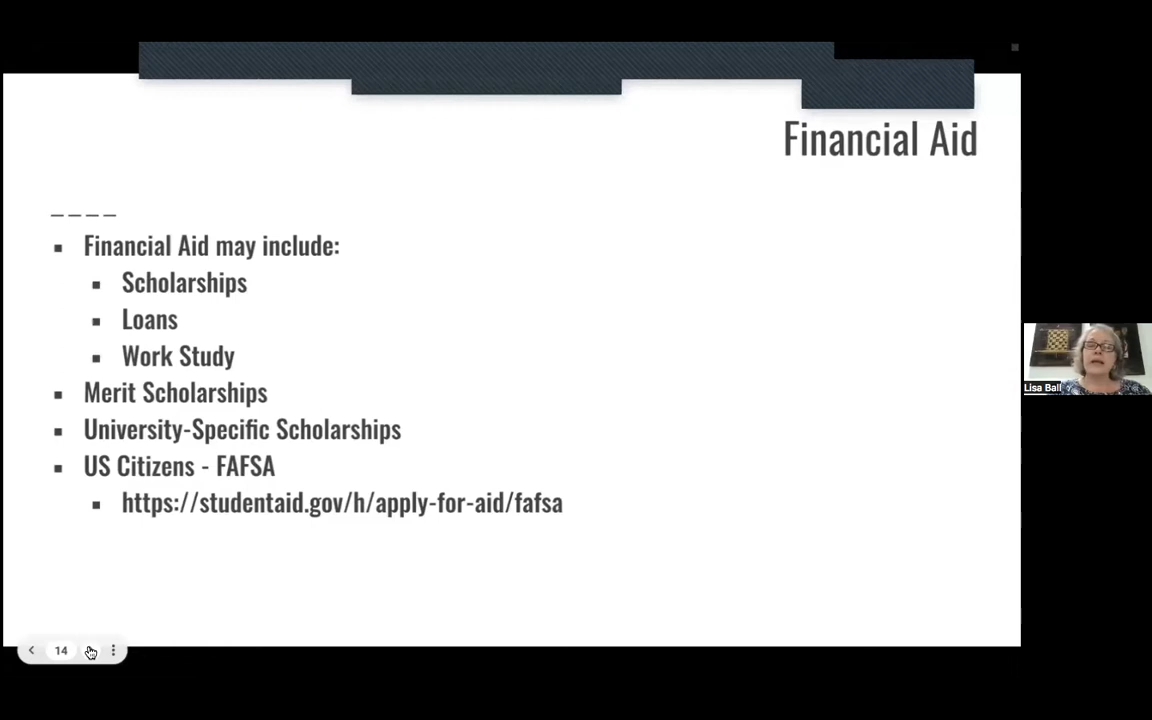 Financial Aid
Financial Aid may include:
Scholarships
Loans
Work Study
Merit Scholarships
University-Specific Scholarships
US Citizens - FAFSA
https://studentaid.gov/h/apply-for-aid/fafsa
Lisa Ball
14